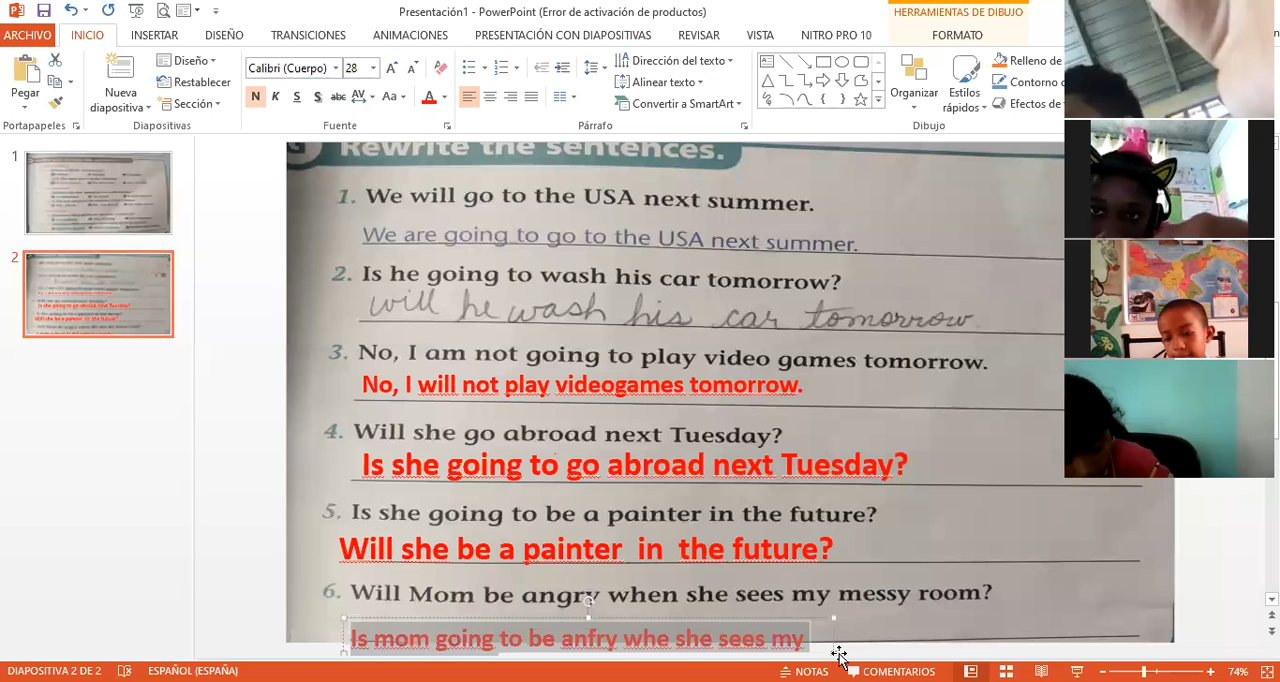 Presentación1 - PowerPoint (Error de activación de productos)
HERRAMIENTAS DE DIBUJO
ARCHIVO INICIO INSERTAR DISEÑO TRANSICIONES ANIMACIONES PRESENTACIÓN CON DIAPOSITIVAS REVISAR VISTA NITRO PRO 10 FORMATO
Pegar
Nueva diapositiva
Diseño
Restablecer
Sección
Calibri (Cuerpo) 28
N K S S abc AV Aa A
Dirección del texto
Alinear texto
Convertir a SmartArt
Organizar
Estilos rápidos
Relleno de
Contorno
Efectos de
Portapapeles Diapositivas Fuente Párrafo Dibujo
1
2
Rewrite the sentences.
1. We will go to the USA next summer.
We are going to go to the USA next summer.
2. Is he going to wash his car tomorrow?
will he wash his car tomorrow
3. No, I am not going to play video games tomorrow.
No, I will not play videogames tomorrow.
4. Will she go abroad next Tuesday?
Is she going to go abroad next Tuesday?
5. Is she going to be a painter in the future?
Will she be a painter in the future?
6. Will Mom be angry when she sees my messy room?
Is mom going to be anfry whe she sees my
DIAPOSITIVA 2 DE 2 ESPAÑOL (ESPAÑA) NOTAS COMENTARIOS 74%